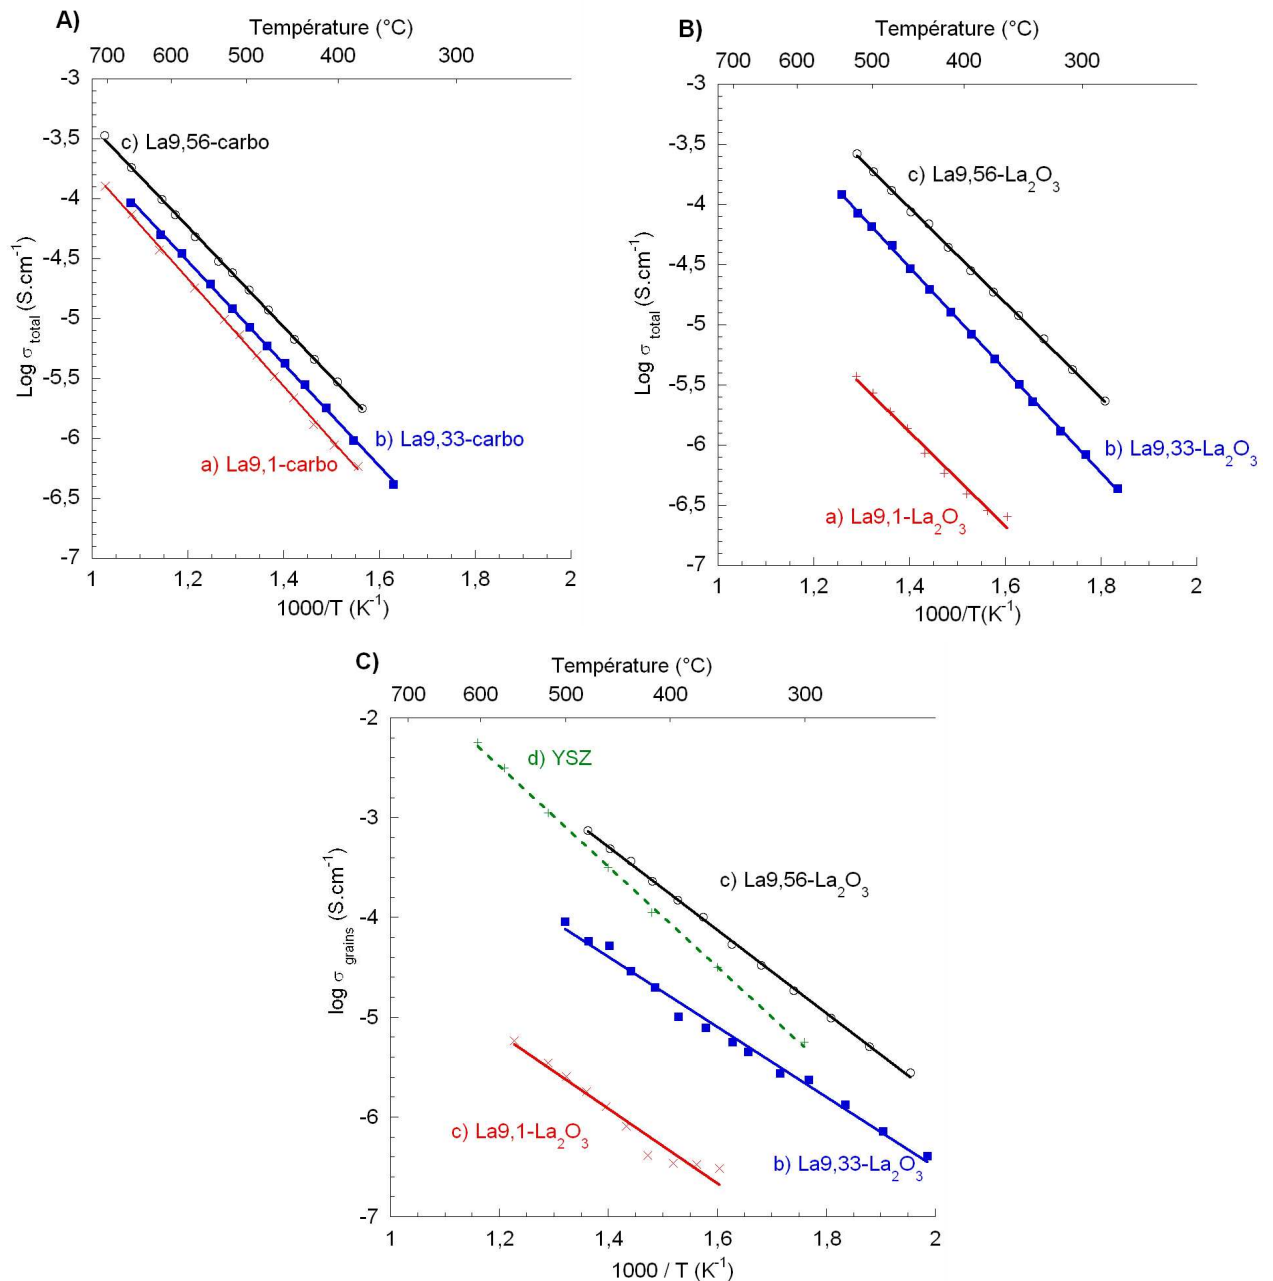 A)
Température (°C)
700 600 500 400 300
-3
-3,5
-4
-4,5
-5
-5,5
-6
-6,5
-7
Log σ total (S.cm-1)
c) La9,56-carbo
b) La9,33-carbo
a) La9,1-carbo
1 1,2 1,4 1,6 1,8 2
1000/T (K-1)
B)
Température (°C)
700 600 500 400 300
-3
-3,5
-4
-4,5
-5
-5,5
-6
-6,5
-7
Log σ total (S.cm-1)
c) La9,56-La2O3
b) La9,33-La2O3
a) La9,1-La2O3
1 1,2 1,4 1,6 1,8 2
1000/T(K-1)
C)
Température (°C)
700 600 500 400 300
-2
-3
-4
-5
-6
-7
log σ grains (S.cm-1)
d) YSZ
c) La9,56-La2O3
c) La9,1-La2O3
b) La9,33-La2O3
1 1,2 1,4 1,6 1,8 2
1000 / T (K-1)